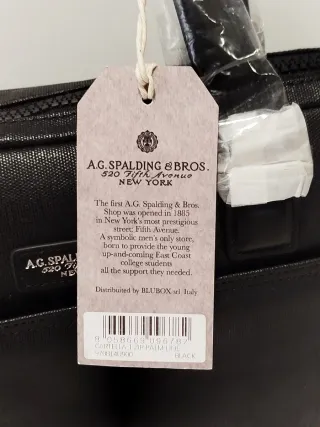 A.G. SPALDING & BROS.
520 Fifth Avenue
NEW YORK
The first A.G. Spalding & Bros.
Shop was opened in 1885
in New York's most prestigious
street: Fifth Avenue.
A symbolic men's only store,
born to provide the young
up-and-coming East Coast
college students
all the support they needed.
Distributed by BLUBOX srl Italy
BLACK
A.G. SPAL
520
NE